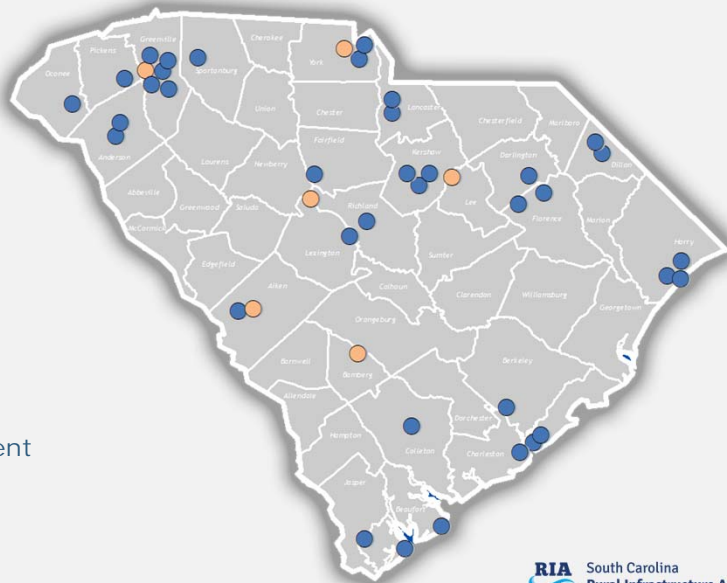 Cherokee
Greenville
Pickens
York
Spartanburg
Oconee
Union
Chester
Lancaster
Chesterfield
Marlboro
Fairfield
Darlington
Dillon
Anderson
Laurens
Newberry
Kershaw
Abbeville
Lee
Greenwood
Saluda
Richland
Florence
Marion
McCormick
Horry
Lexington
Sumter
Edgefield
Aiken
Calhoun
Clarendon
Williamsburg
Georgetown
Orangeburg
Barnwell
Bamberg
Berkeley
Allendale
Dorchester
Hampton
Colleton
Charleston
ent
Jasper
Beaufort
RIA South Carolina